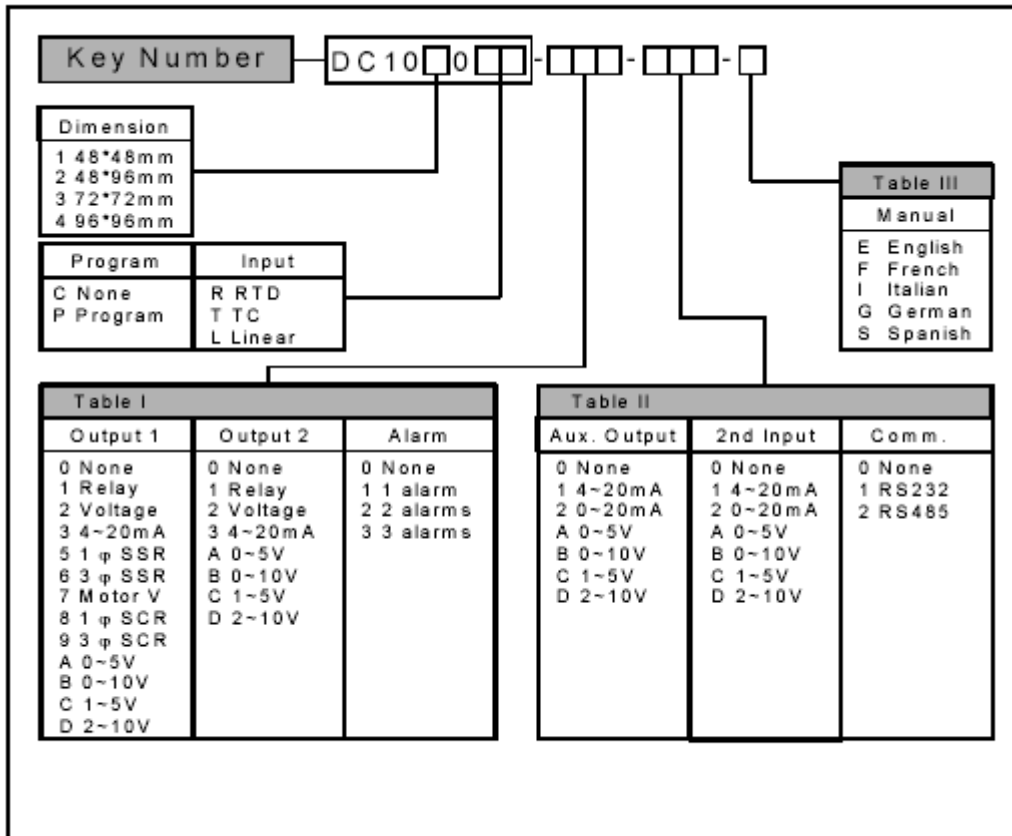 Key Number
DC10□0□□-□□□-□□□-□
Dimension
1 48*48mm
2 48*96mm
3 72*72mm
4 96*96mm
Program
C None
P Program
Input
R RTD
T TC
L Linear
Table III
Manual
E English
F French
I Italian
G German
S Spanish
Table I
Output 1
0 None
1 Relay
2 Voltage
3 4~20mA
5 1 φ SSR
6 3 φ SSR
7 Motor V
8 1 φ SCR
9 3 φ SCR
A 0~5V
B 0~10V
C 1~5V
D 2~10V
Output 2
0 None
1 Relay
2 Voltage
3 4~20mA
A 0~5V
B 0~10V
C 1~5V
D 2~10V
Alarm
0 None
1 1 alarm
2 2 alarms
3 3 alarms
Table II
Aux. Output
0 None
1 4~20mA
2 0~20mA
A 0~5V
B 0~10V
C 1~5V
D 2~10V
2nd Input
0 None
1 4~20mA
2 0~20mA
A 0~5V
B 0~10V
C 1~5V
D 2~10V
Comm.
0 None
1 RS232
2 RS485